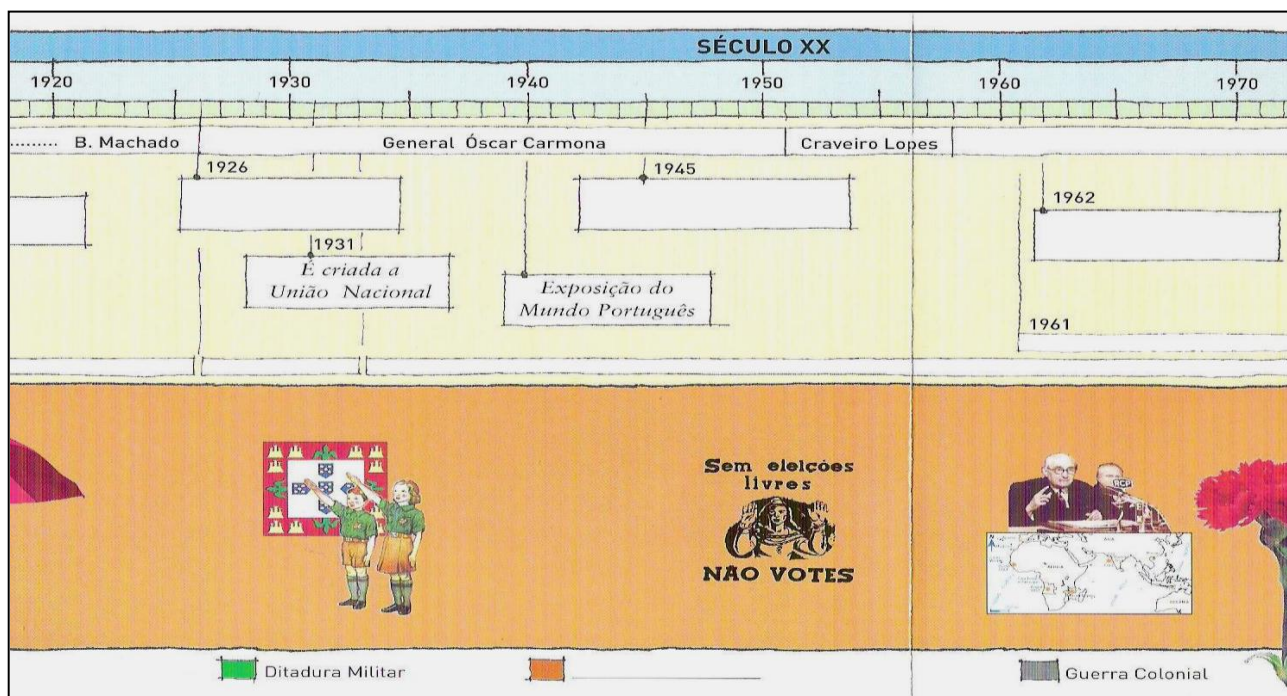 SÉCULO XX
1920 1930 1940 1950 1960 1970
.......... B. Machado General Óscar Carmona Craveiro Lopes
1926
1945
1962
1931
É criada a
União Nacional
Exposição do
Mundo Português
1961
Sem eleições
livres
NÃO VOTES
RCP
Ditadura Militar
Guerra Colonial